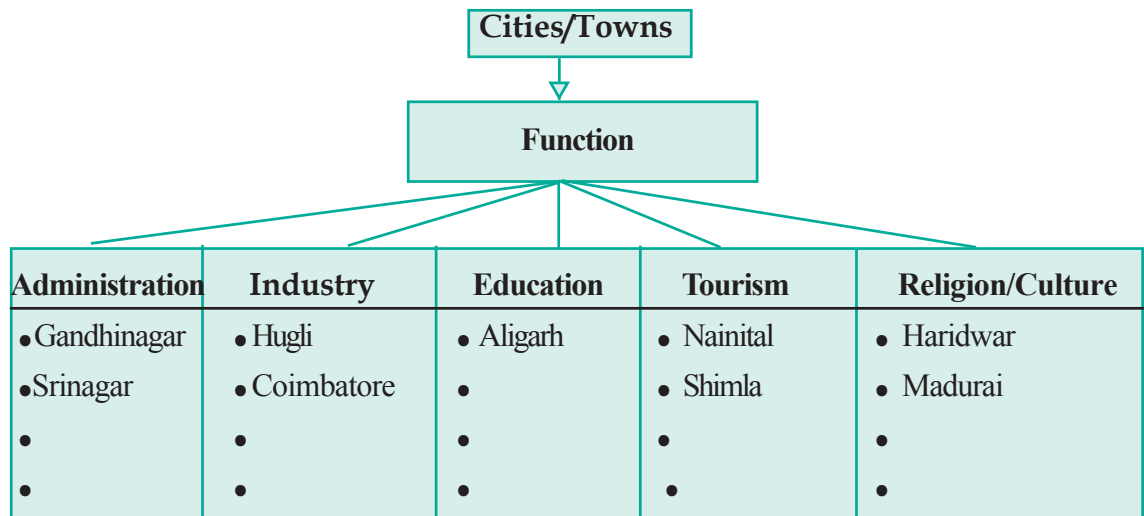 Cities/Towns
Function
Administration Industry Education Tourism Religion/Culture
• Gandhinagar • Hugli • Aligarh • Nainital • Haridwar
• Srinagar • Coimbatore • • Shimla • Madurai
• • • • •
• • • • •